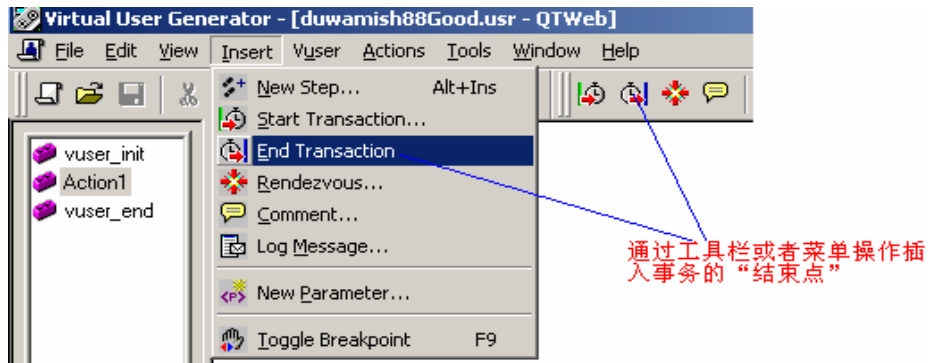 Virtual User Generator - [duwamish88Good.usr - QTWeb]
File Edit View Insert Vuser Actions Tools Window Help
New Step... Alt+Ins
Start Transaction...
End Transaction
Rendezvous...
Comment...
Log Message...
New Parameter...
Toggle Breakpoint F9
vuser_init
Action1
vuser_end
通过工具栏或者菜单操作插
入事务的“结束点”